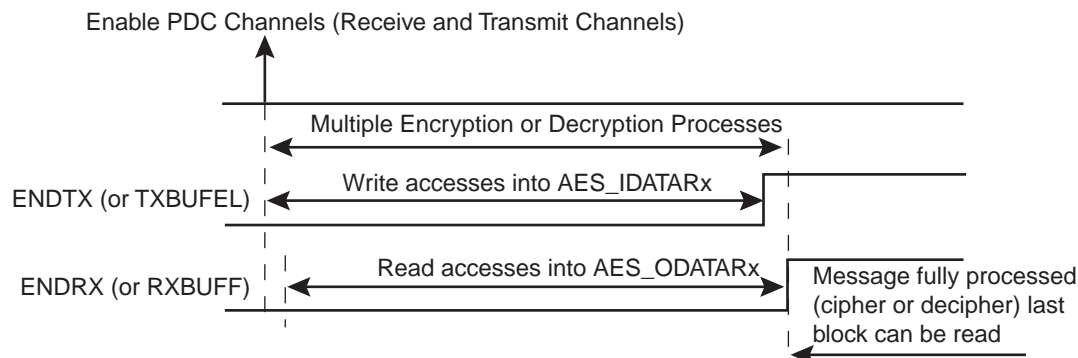 Enable PDC Channels (Receive and Transmit Channels)
Multiple Encryption or Decryption Processes
Write accesses into AES_IDATARx
ENDTX (or TXBUFEL)
Read accesses into AES_ODATARx
ENDRX (or RXBUFF)
Message fully processed
(cipher or decipher) last
block can be read